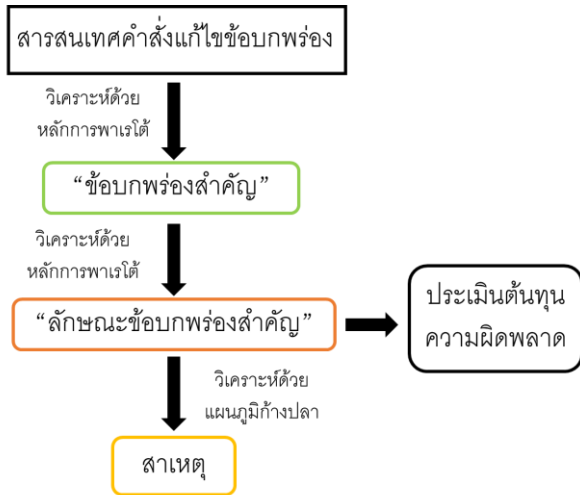 สารสนเทศคำสั่งแก้ไขข้อบกพร่อง
วิเคราะห์ด้วย
หลักการพาเรโต้
“ข้อบกพร่องสำคัญ”
วิเคราะห์ด้วย
หลักการพาเรโต้
“ลักษณะข้อบกพร่องสำคัญ”
ประเมินต้นทุน
ความผิดพลาด
วิเคราะห์ด้วย
แผนภูมิก้างปลา
สาเหตุ